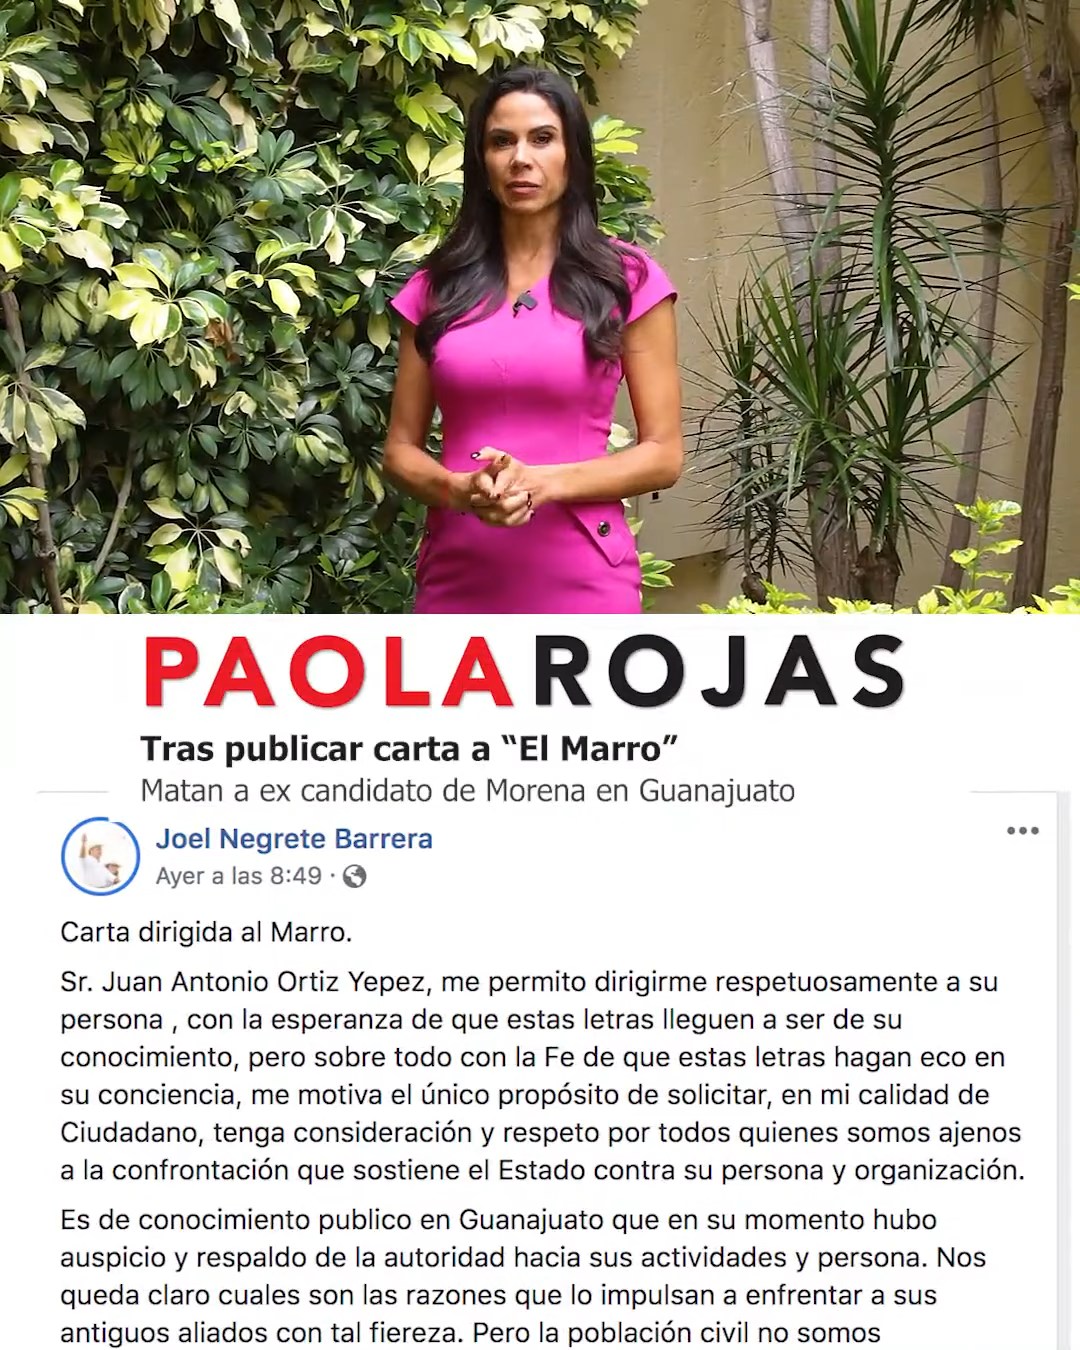 PAOLAROJAS
Tras publicar carta a “El Marro”
Matan a ex candidato de Morena en Guanajuato
Joel Negrete Barrera
Ayer a las 8:49 ·
Carta dirigida al Marro.
Sr. Juan Antonio Ortiz Yepez, me permito dirigirme respetuosamente a su
persona , con la esperanza de que estas letras lleguen a ser de su
conocimiento, pero sobre todo con la Fe de que estas letras hagan eco en
su conciencia, me motiva el único propósito de solicitar, en mi calidad de
Ciudadano, tenga consideración y respeto por todos quienes somos ajenos
a la confrontación que sostiene el Estado contra su persona y organización.
Es de conocimiento publico en Guanajuato que en su momento hubo
auspicio y respaldo de la autoridad hacia sus actividades y persona. Nos
queda claro cuales son las razones que lo impulsan a enfrentar a sus
antiguos aliados con tal fiereza. Pero la población civil no somos